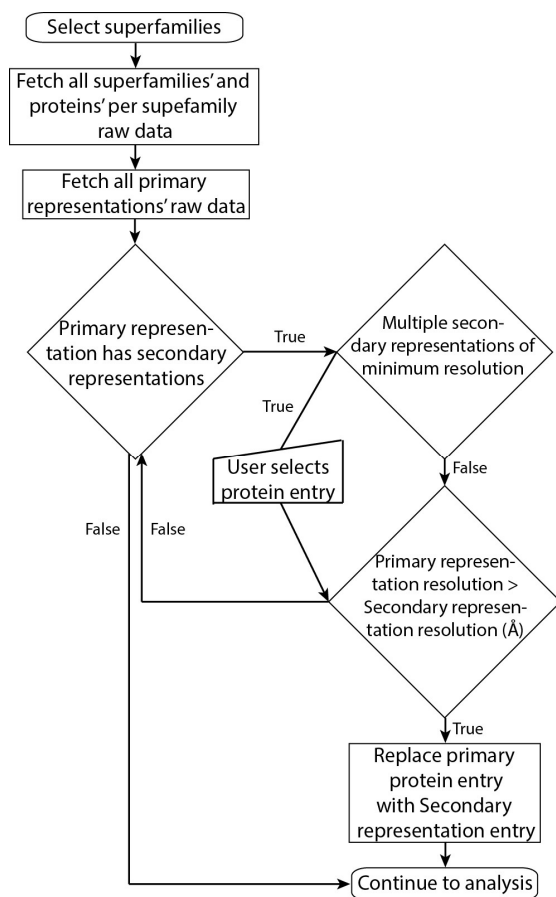 Select superfamilies
Fetch all superfamilies' and
proteins' per supefamily
raw data
Fetch all primary
representations' raw data
Primary represen-
tation has secondary
representations
True
Multiple secon-
dary representations of
minimum resolution
True
User selects
protein entry
False
False
False
Primary represen-
tation resolution >
Secondary represen-
tation resolution (Å)
True
Replace primary
protein entry
with Secondary
representation entry
Continue to analysis